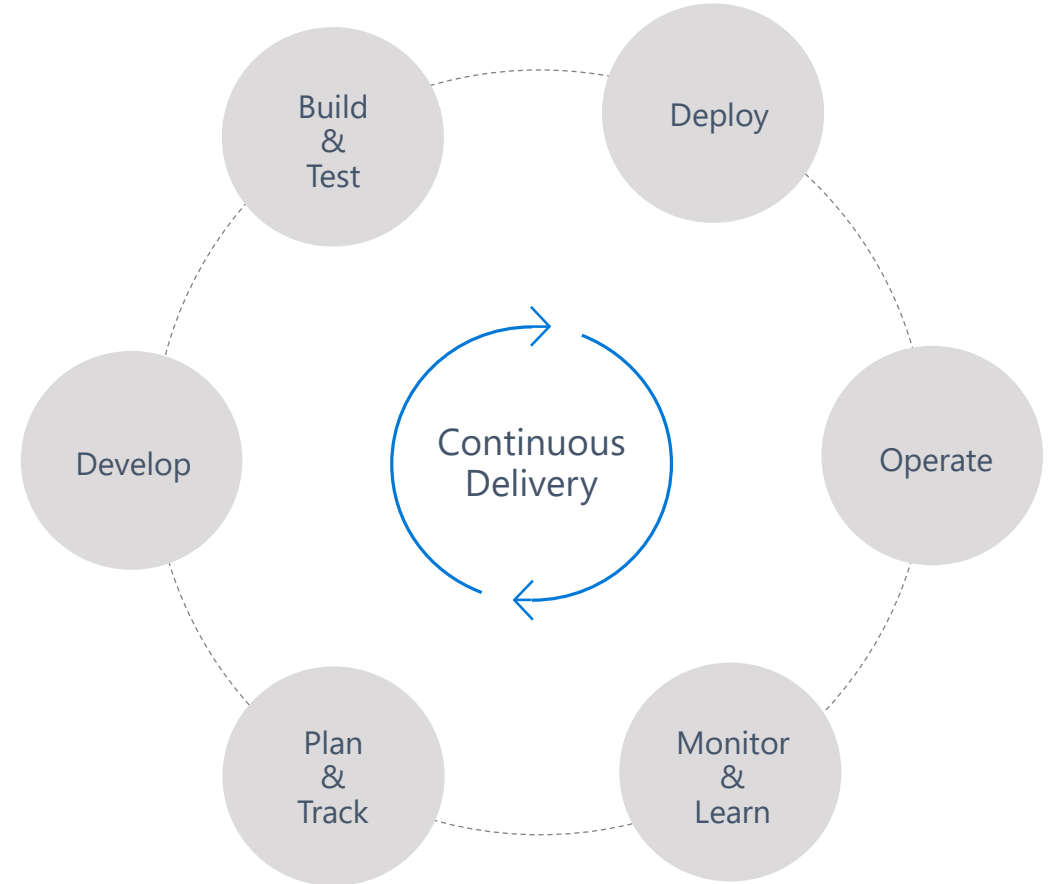 Build
&
Test
Deploy
Continuous
Delivery
Develop
Operate
Plan
&
Track
Monitor
&
Learn